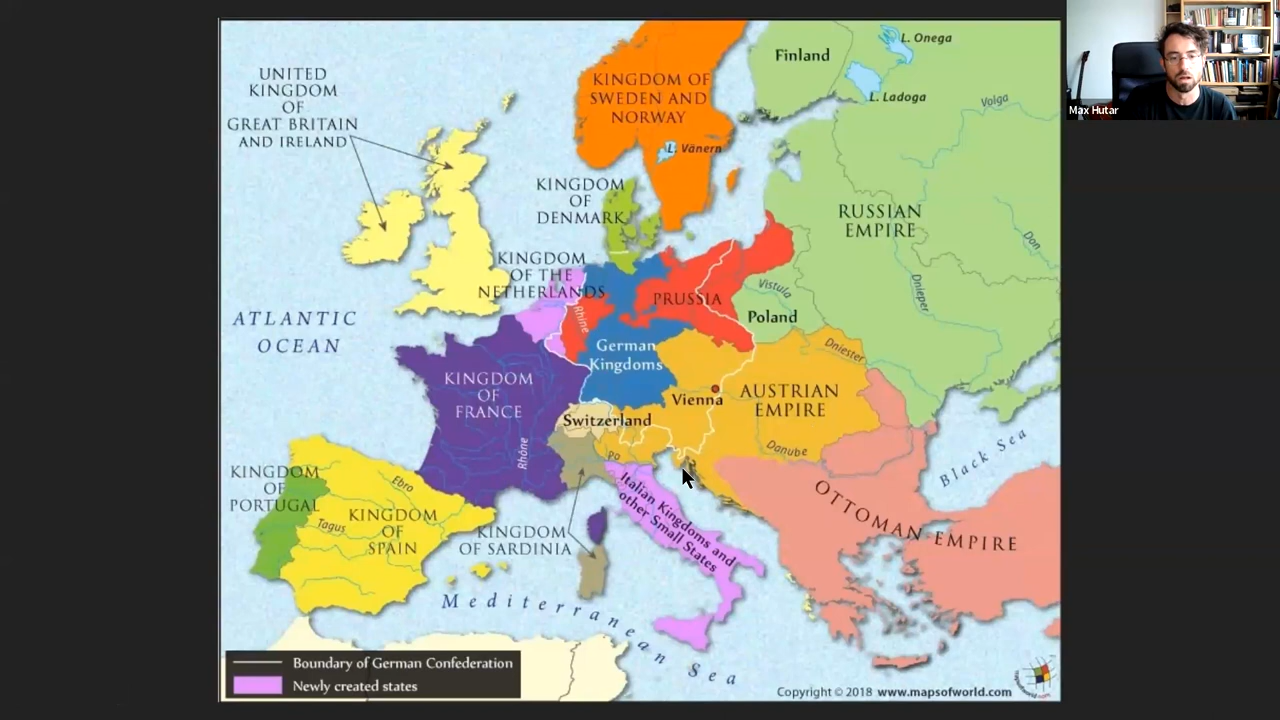 UNITED
KINGDOM
OF
GREAT BRITAIN
AND IRELAND
KINGDOM OF
SWEDEN AND
NORWAY
L. Vänern
Finland
L. Onega
L. Ladoga
Volga
Max Hutar
KINGDOM
OF
DENMARK
RUSSIAN
EMPIRE
Don
Dnieper
KINGDOM
OF THE
NETHERLANDS
Rhine
PRUSSIA
Vistula
Poland
ATLANTIC
OCEAN
German
Kingdoms
Dniester
KINGDOM
OF
FRANCE
Vienna
AUSTRIAN
EMPIRE
Switzerland
Rhône
Po
Danube
Black Sea
KINGDOM
OF
PORTUGAL
Ebro
Tagus
KINGDOM
OF
SPAIN
KINGDOM
OF SARDINIA
Italian Kingdoms and
other Small States
OTTOMAN EMPIRE
Mediterranean Sea
Boundary of German Confederation
Newly created states
Copyright © 2018 www.mapsofworld.com